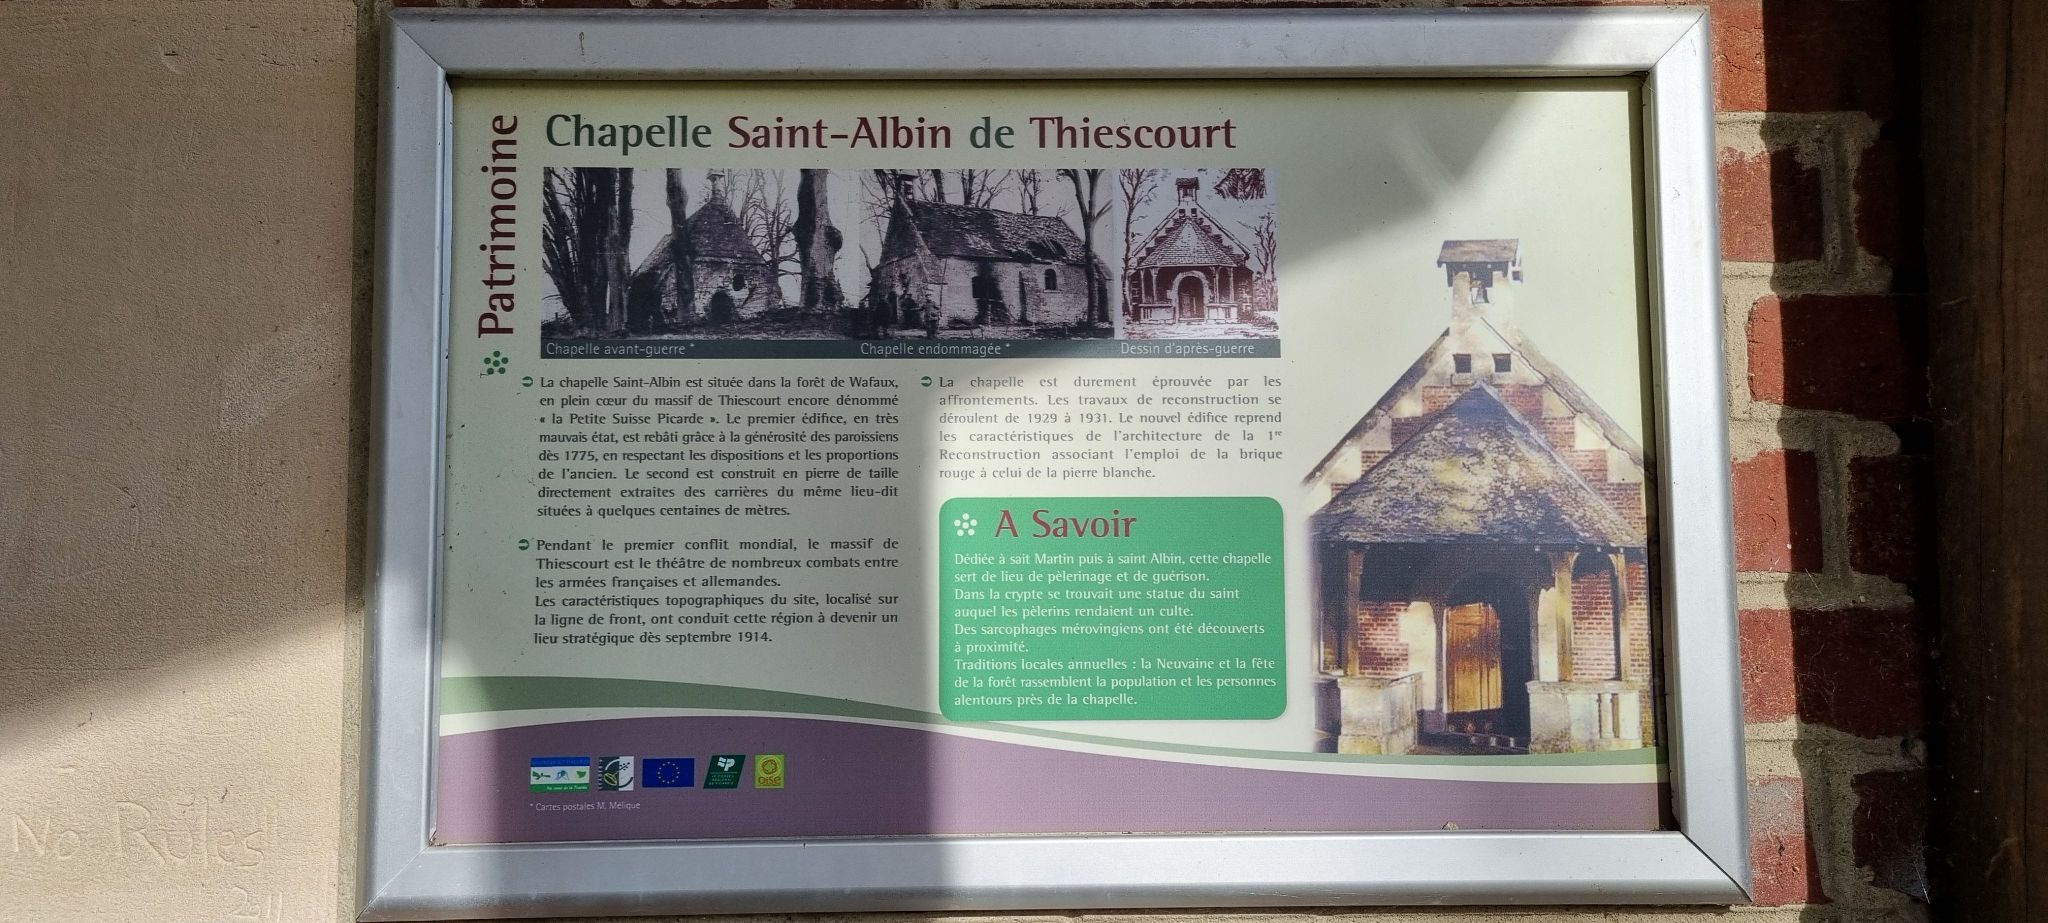 Patrimoine
Chapelle Saint-Albin de Thiescourt
Chapelle avant-guerre *
Chapelle endommagée *
Dessin d'après-guerre
La chapelle Saint-Albin est située dans la forêt de Wafaux,
en plein cœur du massif de Thiescourt encore dénommé
« la Petite Suisse Picarde ». Le premier édifice, en très
mauvais état, est rebâti grâce à la générosité des paroissiens
dès 1775, en respectant les dispositions et les proportions
de l'ancien. Le second est construit en pierre de taille
directement extraites des carrières du même lieu-dit
situées à quelques centaines de mètres.
Pendant le premier conflit mondial, le massif de
Thiescourt est le théâtre de nombreux combats entre
les armées françaises et allemandes.
Les caractéristiques topographiques du site, localisé sur
la ligne de front, ont conduit cette région à devenir un
lieu stratégique dès septembre 1914.
La chapelle est durement éprouvée par les
affrontements. Les travaux de reconstruction se
déroulent de 1929 à 1931. Le nouvel édifice reprend
les caractéristiques de l'architecture de la 1re
Reconstruction associant l'emploi de la brique
rouge à celui de la pierre blanche.
A Savoir
Dédiée à sait Martin puis à saint Albin, cette chapelle
sert de lieu de pèlerinage et de guérison.
Dans la crypte se trouvait une statue du saint
auquel les pèlerins rendaient un culte.
Des sarcophages mérovingiens ont été découverts
à proximité.
Traditions locales annuelles : la Neuvaine et la fête
de la forêt rassemblent la population et les personnes
alentours près de la chapelle.
oise
* Cartes postales M. Mélique
No Rules